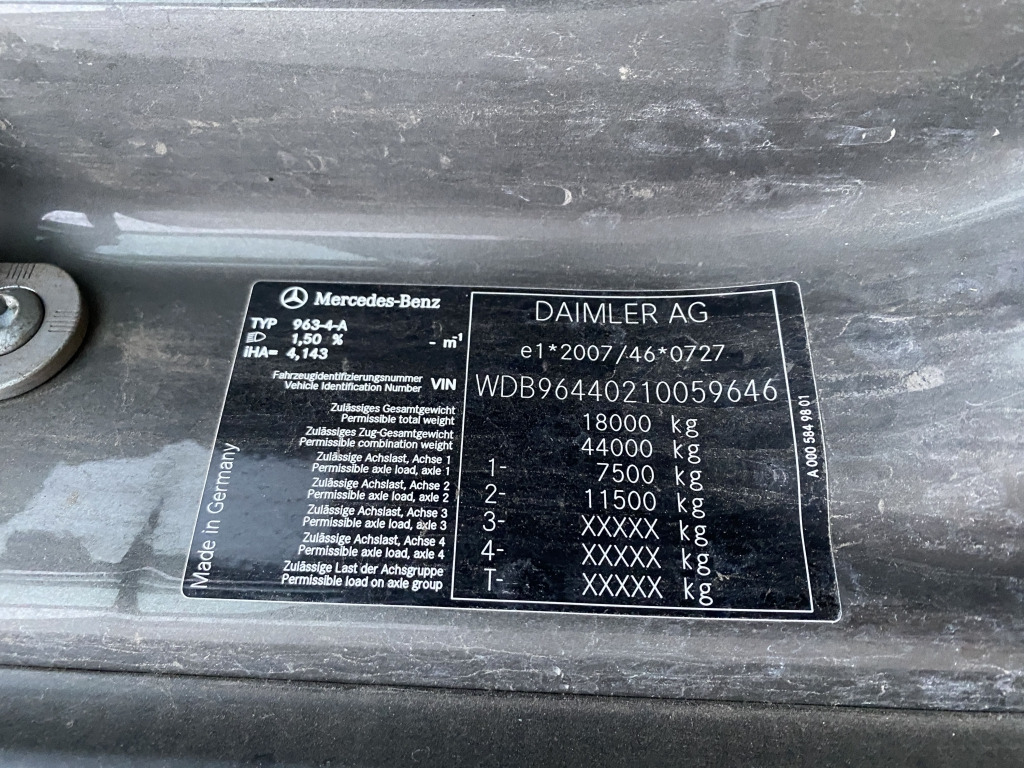 Mercedes-Benz
TYP 963-4-A
1,50 % - m⁻¹
iHA= 4,143
DAIMLER AG
e1*2007/46*0727
Fahrzeugidentifizierungsnummer
Vehicle Identification Number VIN WDB96440210059646
Zulässiges Gesamtgewicht
Permissible total weight 18000 kg
Zulässiges Zug-Gesamtgewicht
Permissible combination weight 44000 kg
Zulässige Achslast, Achse 1
Permissible axle load, axle 1 1- 7500 kg
Zulässige Achslast, Achse 2
Permissible axle load, axle 2 2- 11500 kg
Zulässige Achslast, Achse 3
Permissible axle load, axle 3 3- XXXXX kg
Zulässige Achslast, Achse 4
Permissible axle load, axle 4 4- XXXXX kg
Zulässige Last der Achsgruppe
Permissible load on axle group T- XXXXX kg
Made in Germany
A 000 584 98 01